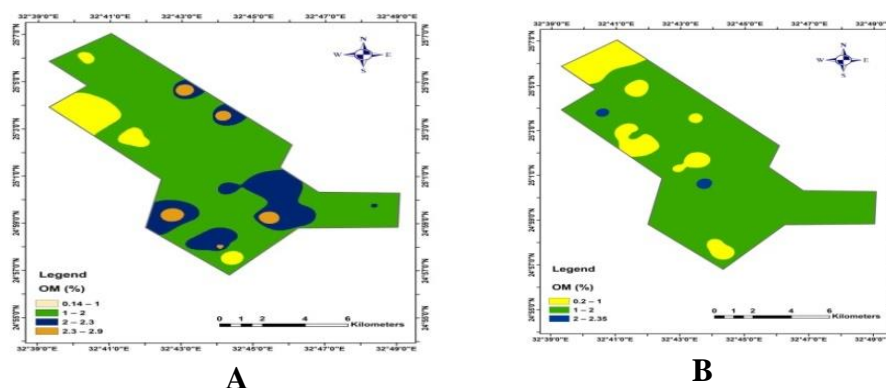 32°39'0"E 32°41'0"E 32°43'0"E 32°45'0"E 32°47'0"E 32°49'0"E
N
W E
S
Legend
OM (%)
0.14 – 1
1 – 2
2 – 2.3
2.3 – 2.9
0 1 2 4 6
Kilometers
32°39'0"E 32°41'0"E 32°43'0"E 32°45'0"E 32°47'0"E 32°49'0"E
A
32°39'0"E 32°41'0"E 32°43'0"E 32°45'0"E 32°47'0"E 32°49'0"E
N
W E
S
Legend
OM (%)
0.2 – 1
1 – 2
2 – 2.35
0 1 2 4 6
Kilometers
32°39'0"E 32°41'0"E 32°43'0"E 32°45'0"E 32°47'0"E 32°49'0"E
B